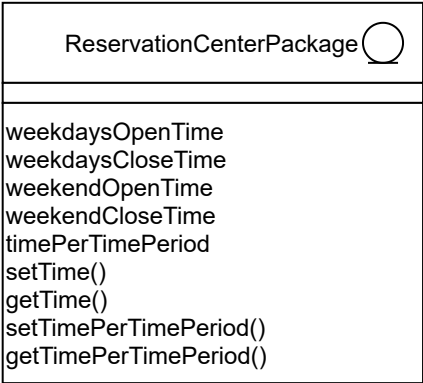 ReservationCenterPackage
weekdaysOpenTime
weekdaysCloseTime
weekendOpenTime
weekendCloseTime
timePerTimePeriod
setTime()
getTime()
setTimePerTimePeriod()
getTimePerTimePeriod()